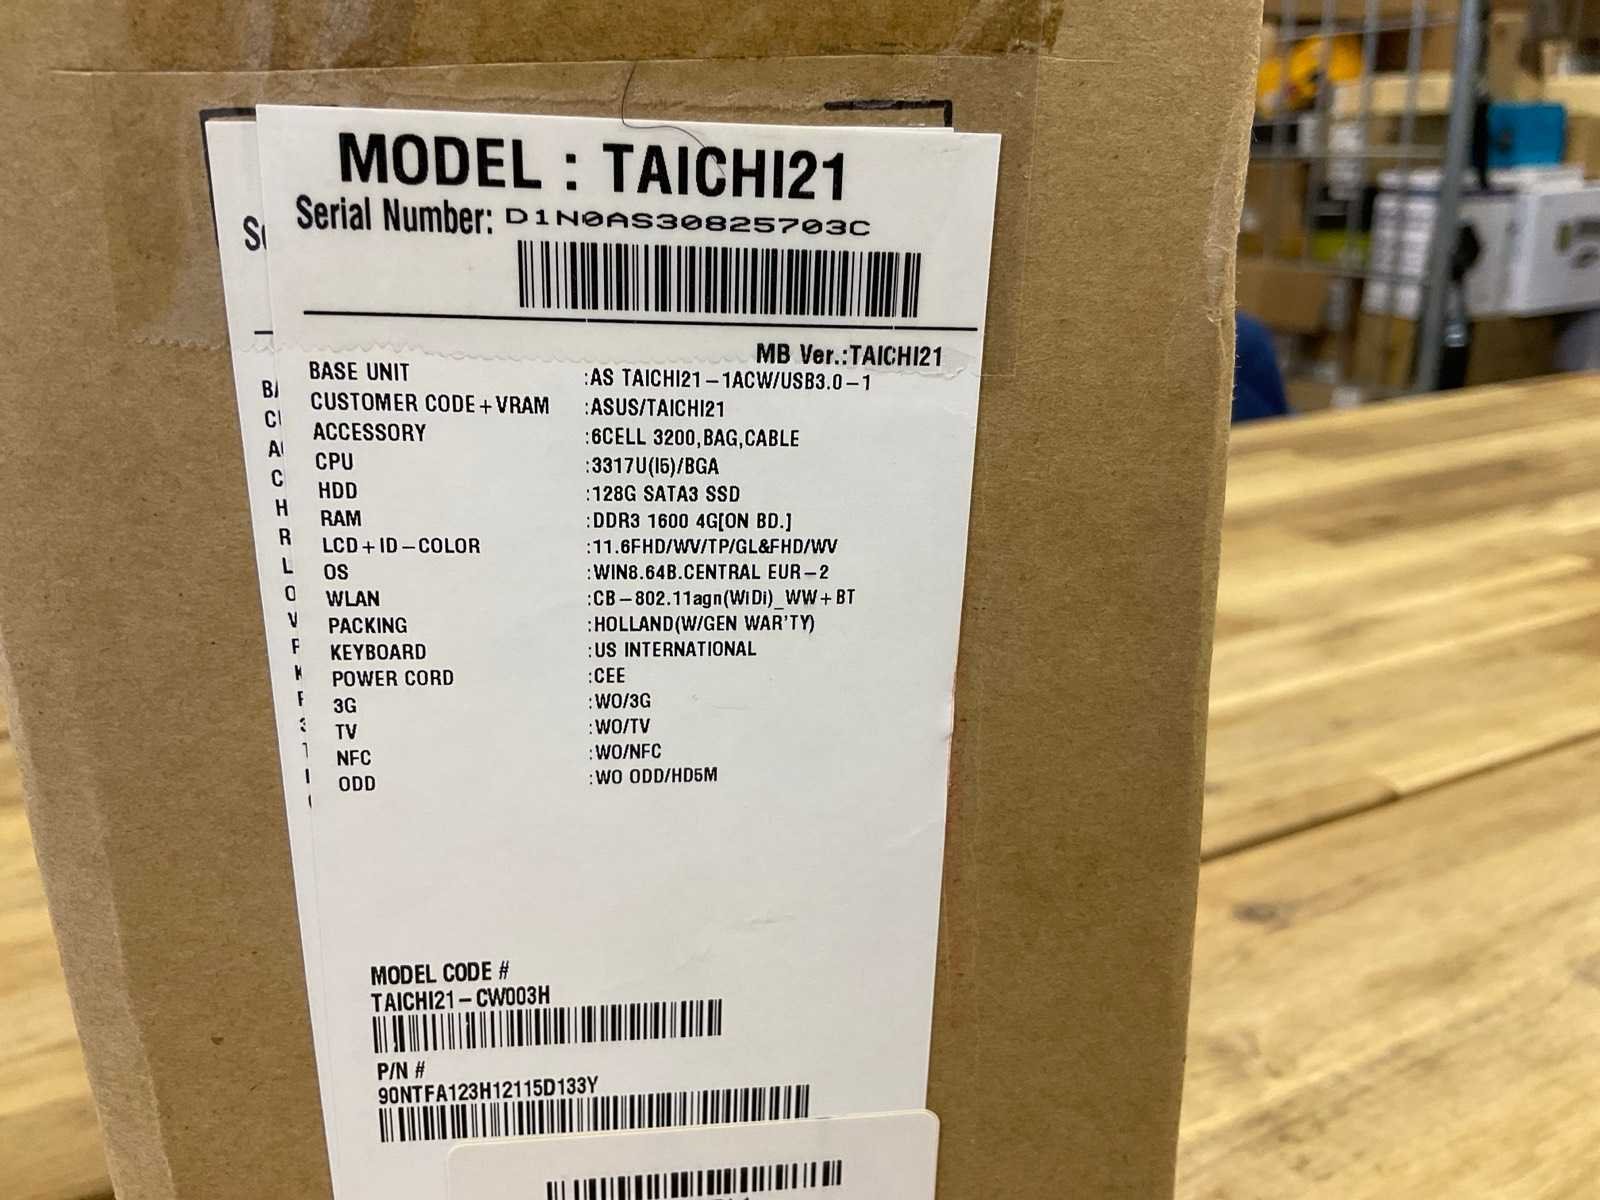 MODEL : TAICHI21
Serial Number: D1N0AS30825703C
MB Ver.:TAICHI21
BASE UNIT :AS TAICHI21-1ACW/USB3.0-1
CUSTOMER CODE+VRAM :ASUS/TAICHI21
ACCESSORY :6CELL 3200,BAG,CABLE
CPU :3317U(I5)/BGA
HDD :128G SATA3 SSD
RAM :DDR3 1600 4G[ON BD.]
LCD+ID-COLOR :11.6FHD/WV/TP/GL&FHD/WV
OS :WIN8.64B.CENTRAL EUR-2
WLAN :CB-802.11agn(WiDi)_WW+BT
PACKING :HOLLAND(W/GEN WAR'TY)
KEYBOARD :US INTERNATIONAL
POWER CORD :CEE
3G :WO/3G
TV :WO/TV
NFC :WO/NFC
ODD :WO ODD/HD5M
MODEL CODE #
TAICHI21-CW003H
P/N #
90NTFA123H12115D133Y